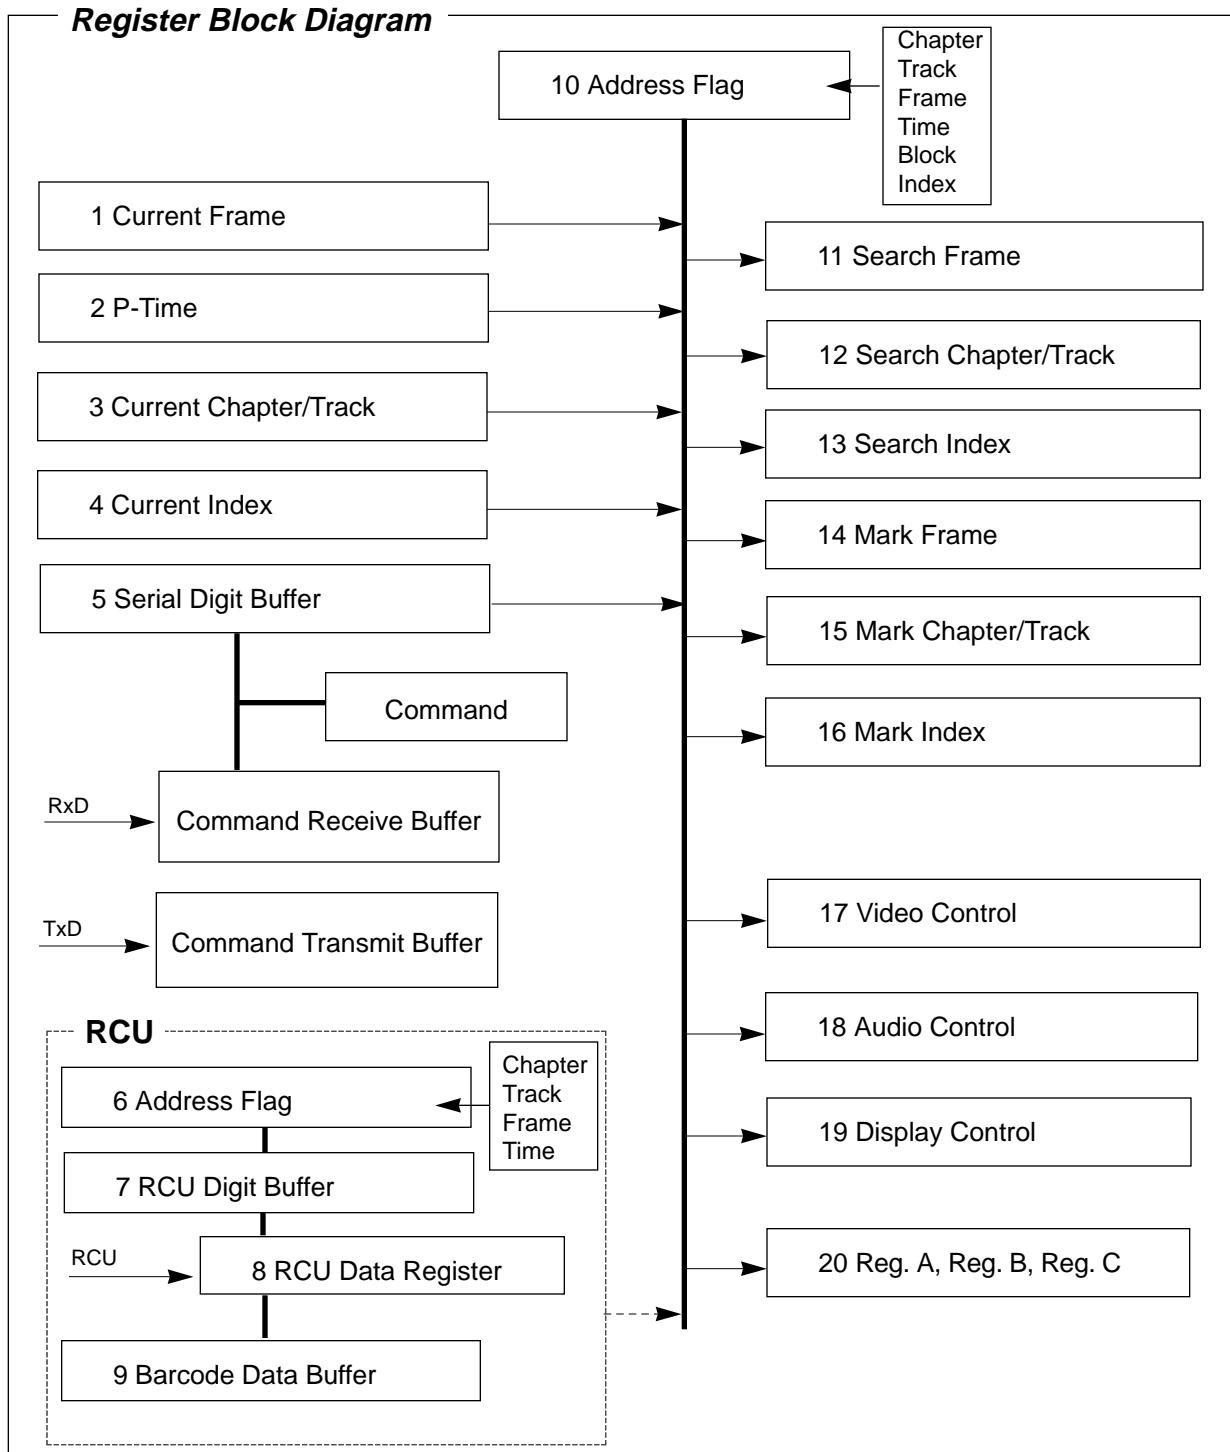 Register Block Diagram
10 Address Flag
Chapter
Track
Frame
Time
Block
Index
1 Current Frame
2 P-Time
3 Current Chapter/Track
4 Current Index
5 Serial Digit Buffer
Command
RxD
Command Receive Buffer
TxD
Command Transmit Buffer
RCU
6 Address Flag
Chapter
Track
Frame
Time
7 RCU Digit Buffer
RCU
8 RCU Data Register
9 Barcode Data Buffer
11 Search Frame
12 Search Chapter/Track
13 Search Index
14 Mark Frame
15 Mark Chapter/Track
16 Mark Index
17 Video Control
18 Audio Control
19 Display Control
20 Reg. A, Reg. B, Reg. C